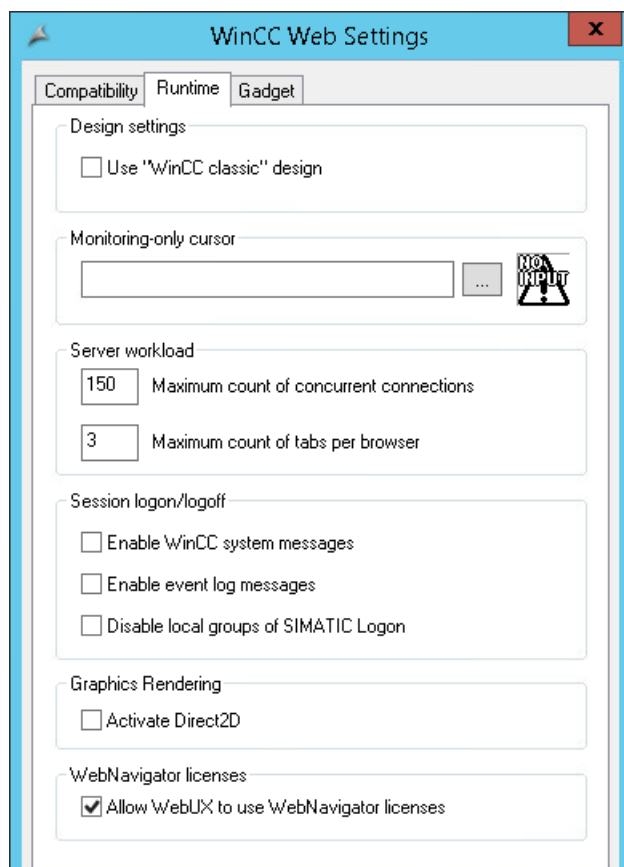 WinCC Web Settings
x
Compatibility Runtime Gadget
Design settings
Use "WinCC classic" design
Monitoring-only cursor
...
NO
INPUT
Server workload
150 Maximum count of concurrent connections
3 Maximum count of tabs per browser
Session logon/logoff
Enable WinCC system messages
Enable event log messages
Disable local groups of SIMATIC Logon
Graphics Rendering
Activate Direct2D
WebNavigator licenses
Allow WebUX to use WebNavigator licenses